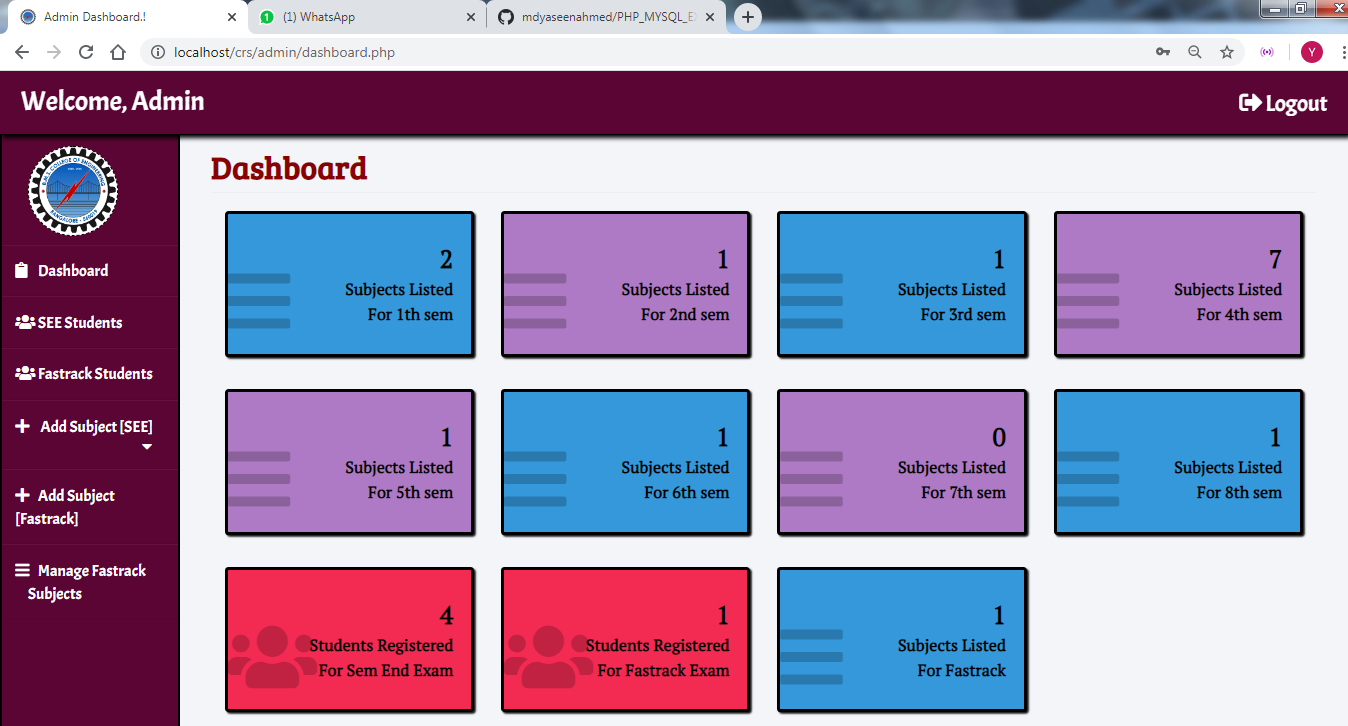 Admin Dashboard.!
(1) WhatsApp
mdyaseenahmed/PHP_MYSQL_E
localhost/crs/admin/dashboard.php
Y
Welcome, Admin
Logout
B.M.S. COLLEGE OF ENGINEERING
Dashboard
SEE Students
Fastrack Students
Add Subject [SEE]
Add Subject
[Fastrack]
Manage Fastrack
Subjects
Dashboard
2
Subjects Listed
For 1th sem
1
Subjects Listed
For 2nd sem
1
Subjects Listed
For 3rd sem
7
Subjects Listed
For 4th sem
1
Subjects Listed
For 5th sem
1
Subjects Listed
For 6th sem
0
Subjects Listed
For 7th sem
1
Subjects Listed
For 8th sem
4
Students Registered
For Sem End Exam
1
Students Registered
For Fastrack Exam
1
Subjects Listed
For Fastrack